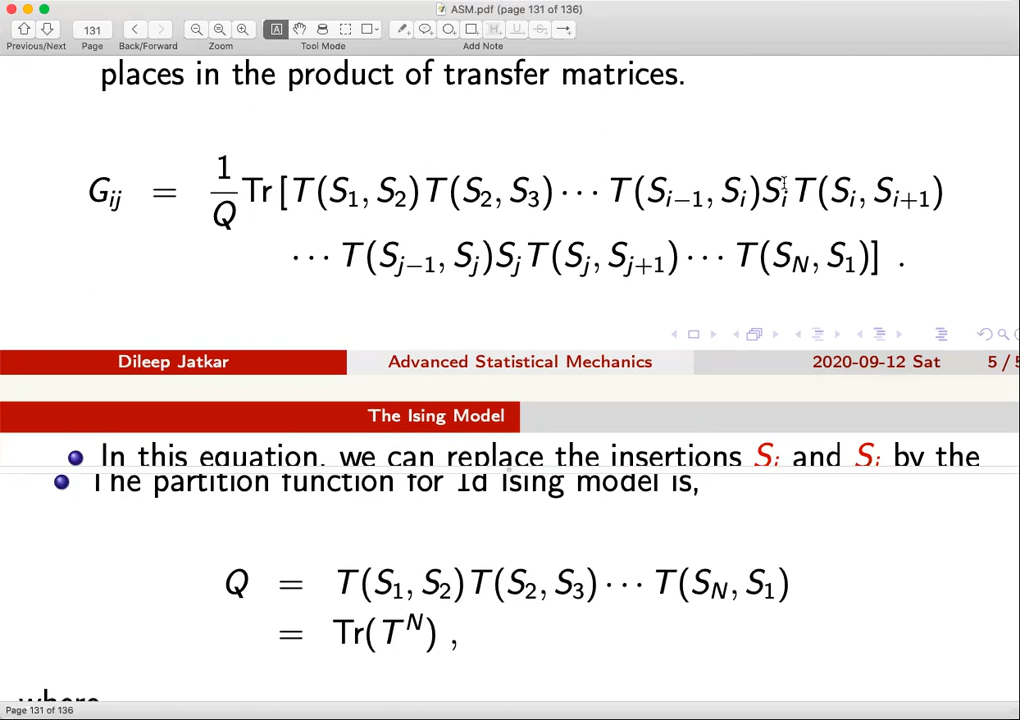 ASM.pdf (page 131 of 136)
131
Previous/Next Page Back/Forward Zoom Tool Mode Add Note
places in the product of transfer matrices.
G_{ij} = \frac{1}{Q} Tr [T(S_1, S_2)T(S_2, S_3) ⋯ T(S_{i−1}, S_i)S_i T(S_i, S_{i+1})
⋯ T(S_{j−1}, S_j)S_j T(S_j, S_{j+1}) ⋯ T(S_N, S_1)] .
Dileep Jatkar Advanced Statistical Mechanics 2020-09-12 Sat 5 / 5
The Ising Model
In this equation, we can replace the insertions S_i and S_j by the
The partition function for 1d Ising model is,
Q = T(S_1, S_2)T(S_2, S_3) ⋯ T(S_N, S_1)
= Tr(T^N) ,
where
Page 131 of 136